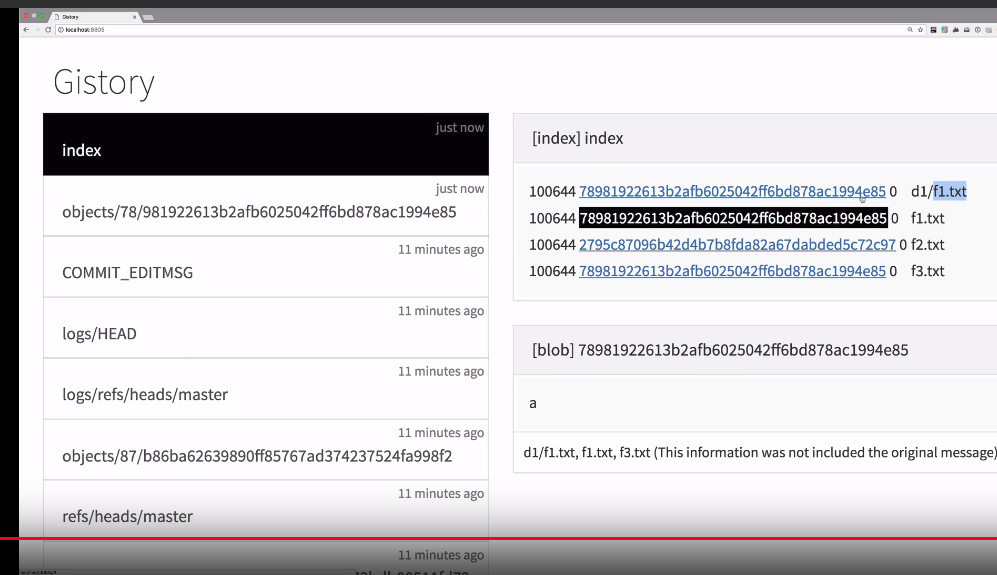 Gistory
localhost:8805
Gistory
just now
index
just now
objects/78/981922613b2afb6025042ff6bd878ac1994e85
11 minutes ago
COMMIT_EDITMSG
11 minutes ago
logs/HEAD
11 minutes ago
logs/refs/heads/master
11 minutes ago
objects/87/b86ba62639890ff85767ad374237524fa998f2
11 minutes ago
refs/heads/master
11 minutes ago
[index] index
100644 78981922613b2afb6025042ff6bd878ac1994e85 0 d1/f1.txt
100644 78981922613b2afb6025042ff6bd878ac1994e85 0 f1.txt
100644 2795c87096b42d4b7b8fda82a67dabded5c72c97 0 f2.txt
100644 78981922613b2afb6025042ff6bd878ac1994e85 0 f3.txt
[blob] 78981922613b2afb6025042ff6bd878ac1994e85
a
d1/f1.txt, f1.txt, f3.txt (This information was not included the original message)